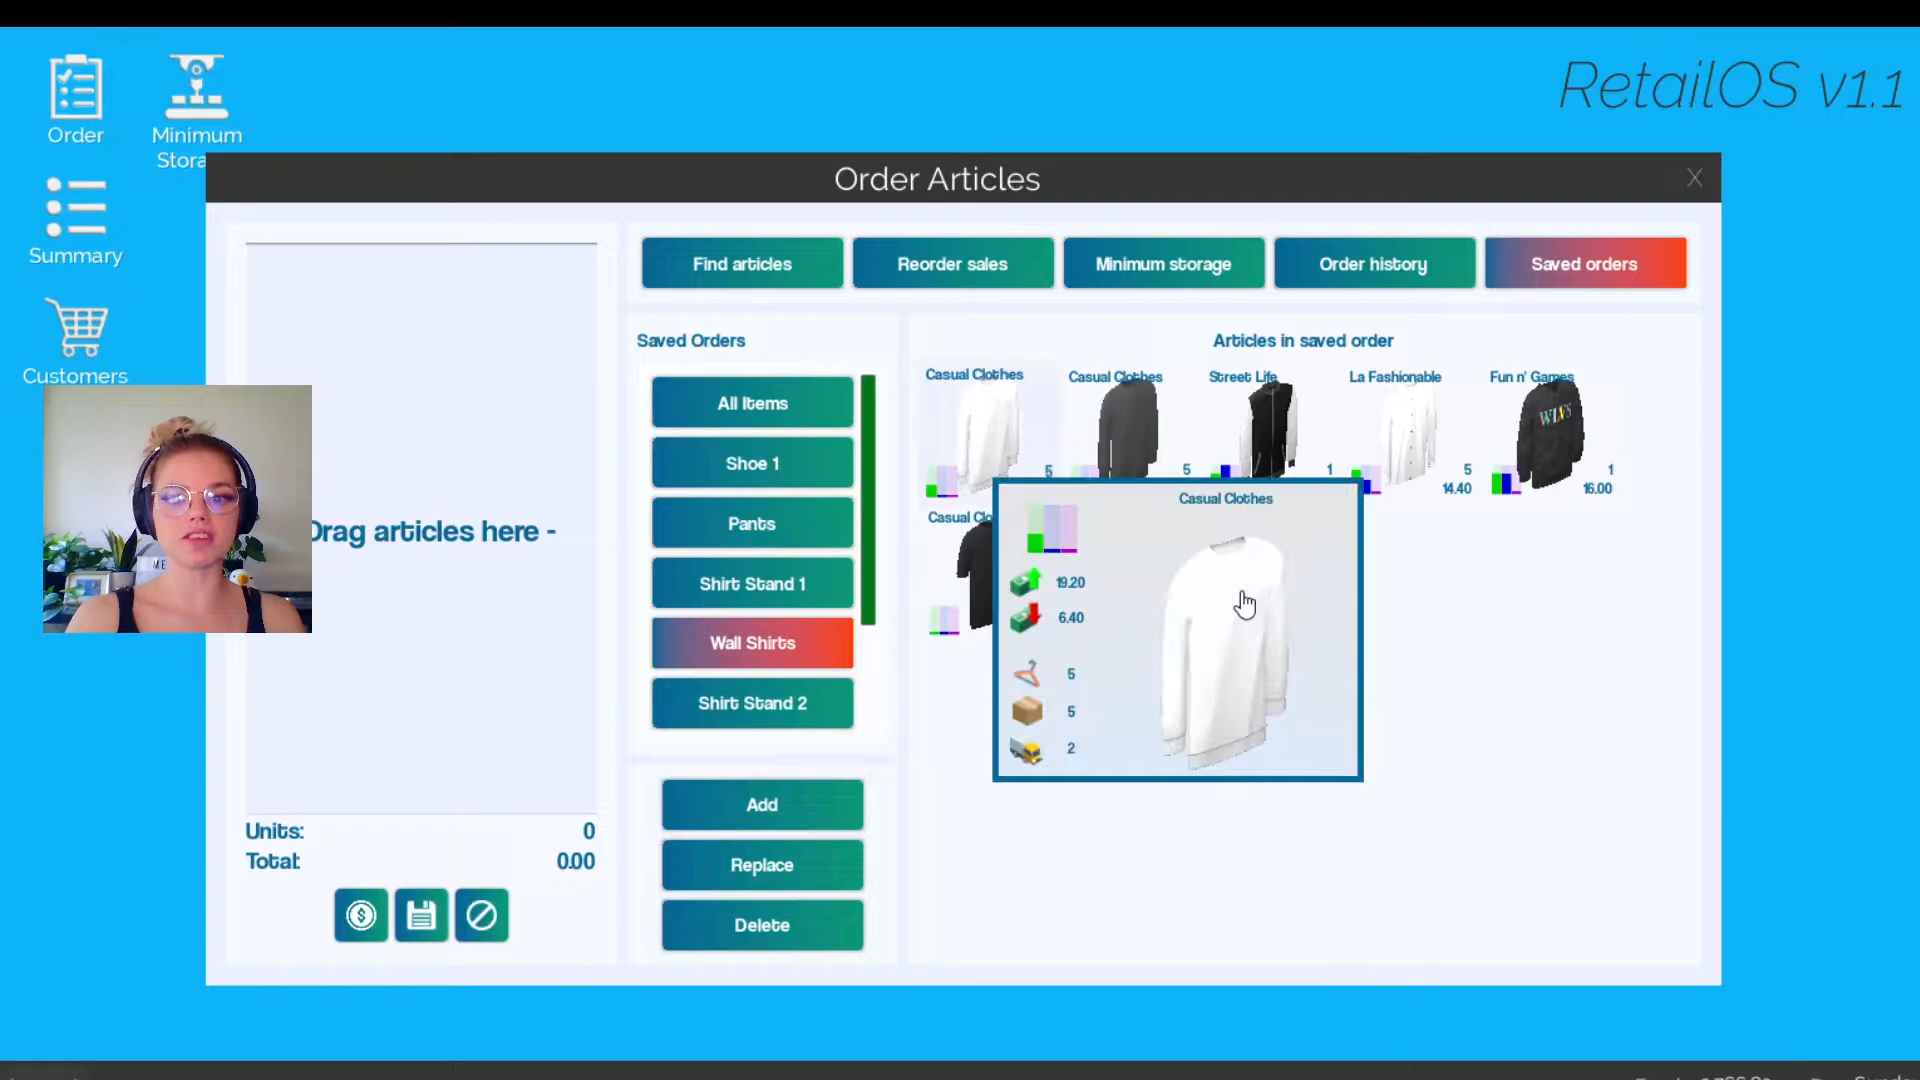 RetailOS v1.1
Order
Minimum
Stora
Summary
Customers
Order Articles
X
Find articles
Reorder sales
Minimum storage
Order history
Saved orders
Saved Orders
All Items
Shoe 1
Pants
Shirt Stand 1
Wall Shirts
Shirt Stand 2
Add
Replace
Delete
Articles in saved order
Casual Clothes
5
Casual Clothes
5
Street Life
1
La Fashionable
5
14.40
Fun n' Games
WLVS
1
16.00
Casual Clo
Casual Clothes
19.20
6.40
5
5
2
Drag articles here -
Units:
0
Total:
0.00